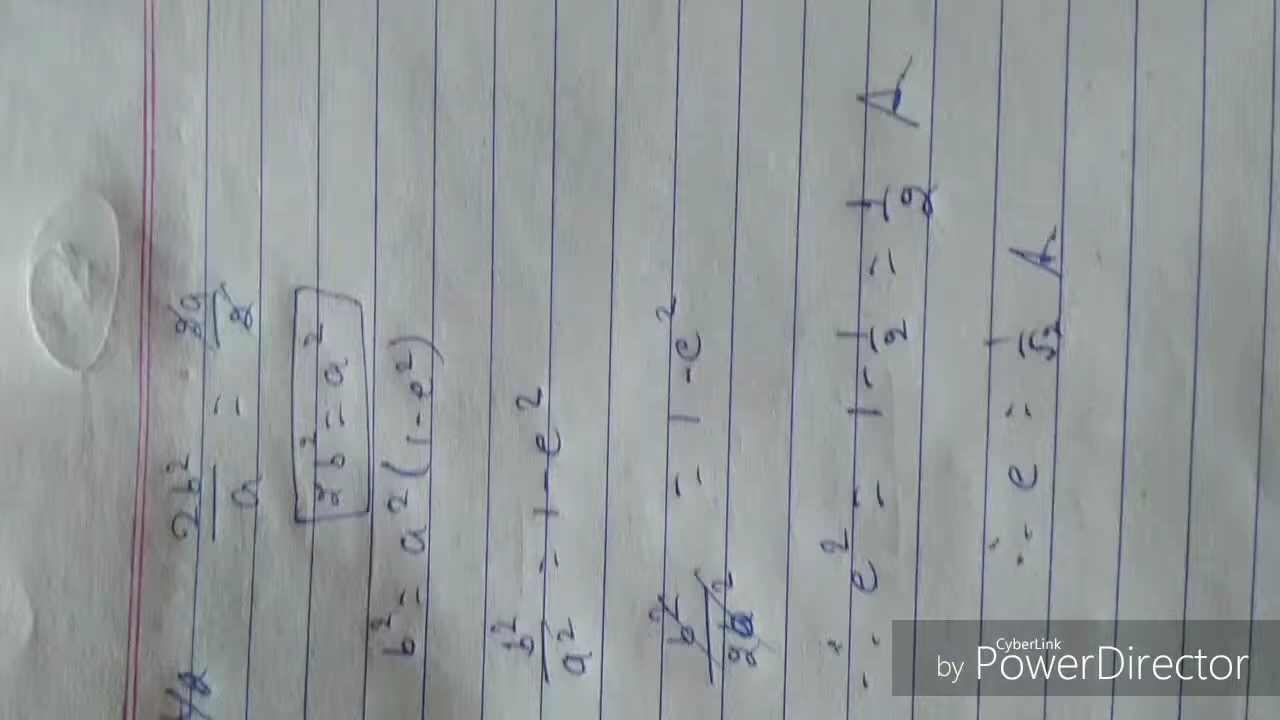 2b²/a = 2a/2
2b² = a²
b² = a²(1-e²)
b²/a² = 1-e²
b²/2b² = 1-e²
∴ e² = 1-1/2 = 1/2 A
∴ e = 1/√2 A
CyberLink
by PowerDirector